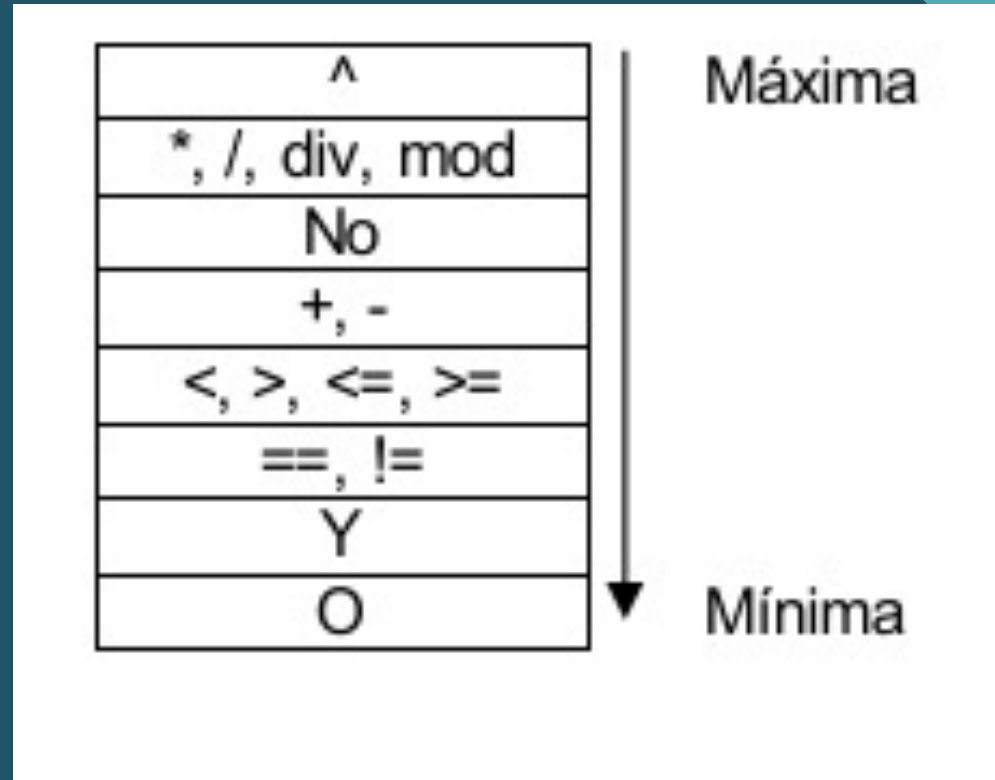 ^
Máxima
*, /, div, mod
No
+, -
<, >, <=, >=
==, !=
Y
O
Mínima